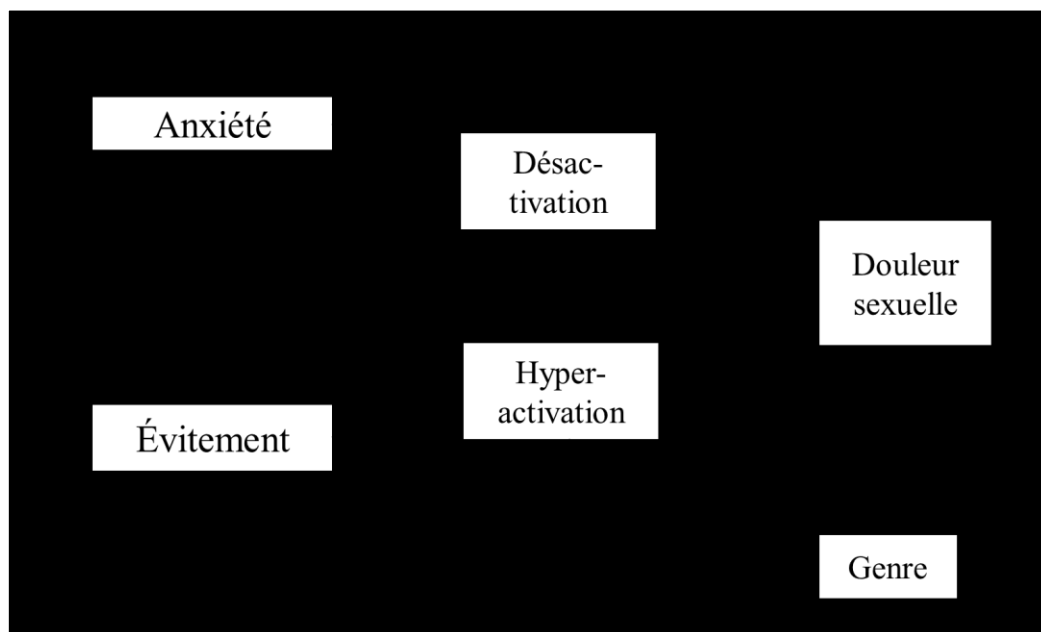 Anxiété
Désac-
tivation
Douleur
sexuelle
Hyper-
activation
Évitement
Genre